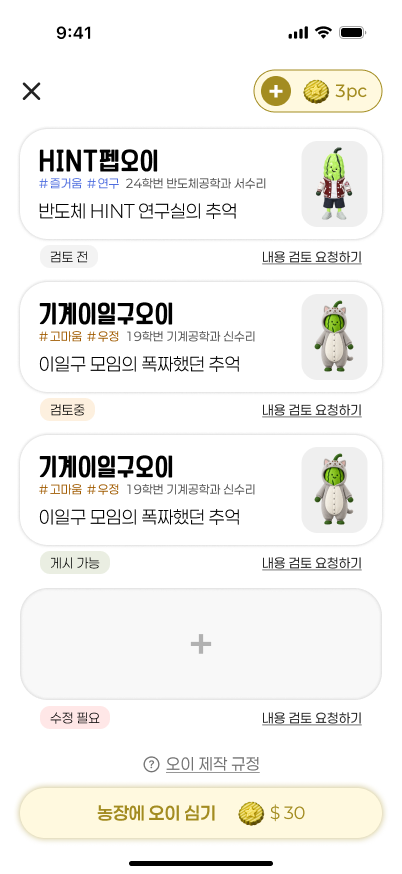 9:41
3pc
HINT펩오이
#즐거움 #연구 24학번 반도체공학과 서수리
반도체 HINT 연구실의 추억
검토 전
내용 검토 요청하기
기계이일구오이
#고마움 #우정 19학번 기계공학과 신수리
이일구 모임의 폭짜했던 추억
검토중
내용 검토 요청하기
기계이일구오이
#고마움 #우정 19학번 기계공학과 신수리
이일구 모임의 폭짜했던 추억
게시 가능
내용 검토 요청하기
수정 필요
내용 검토 요청하기
오이 제작 규정
농장에 오이 심기 $ 30